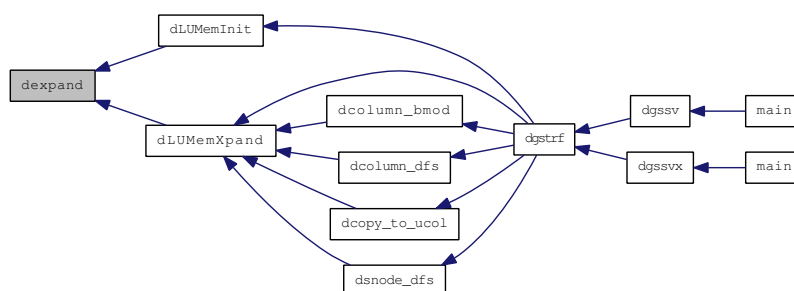 dexpand
dLUMemInit
dLUMemXpand
dcolumn_bmod
dcolumn_dfs
dcopy_to_ucol
dsnode_dfs
dgstrf
dgssv
dgssvx
main
main